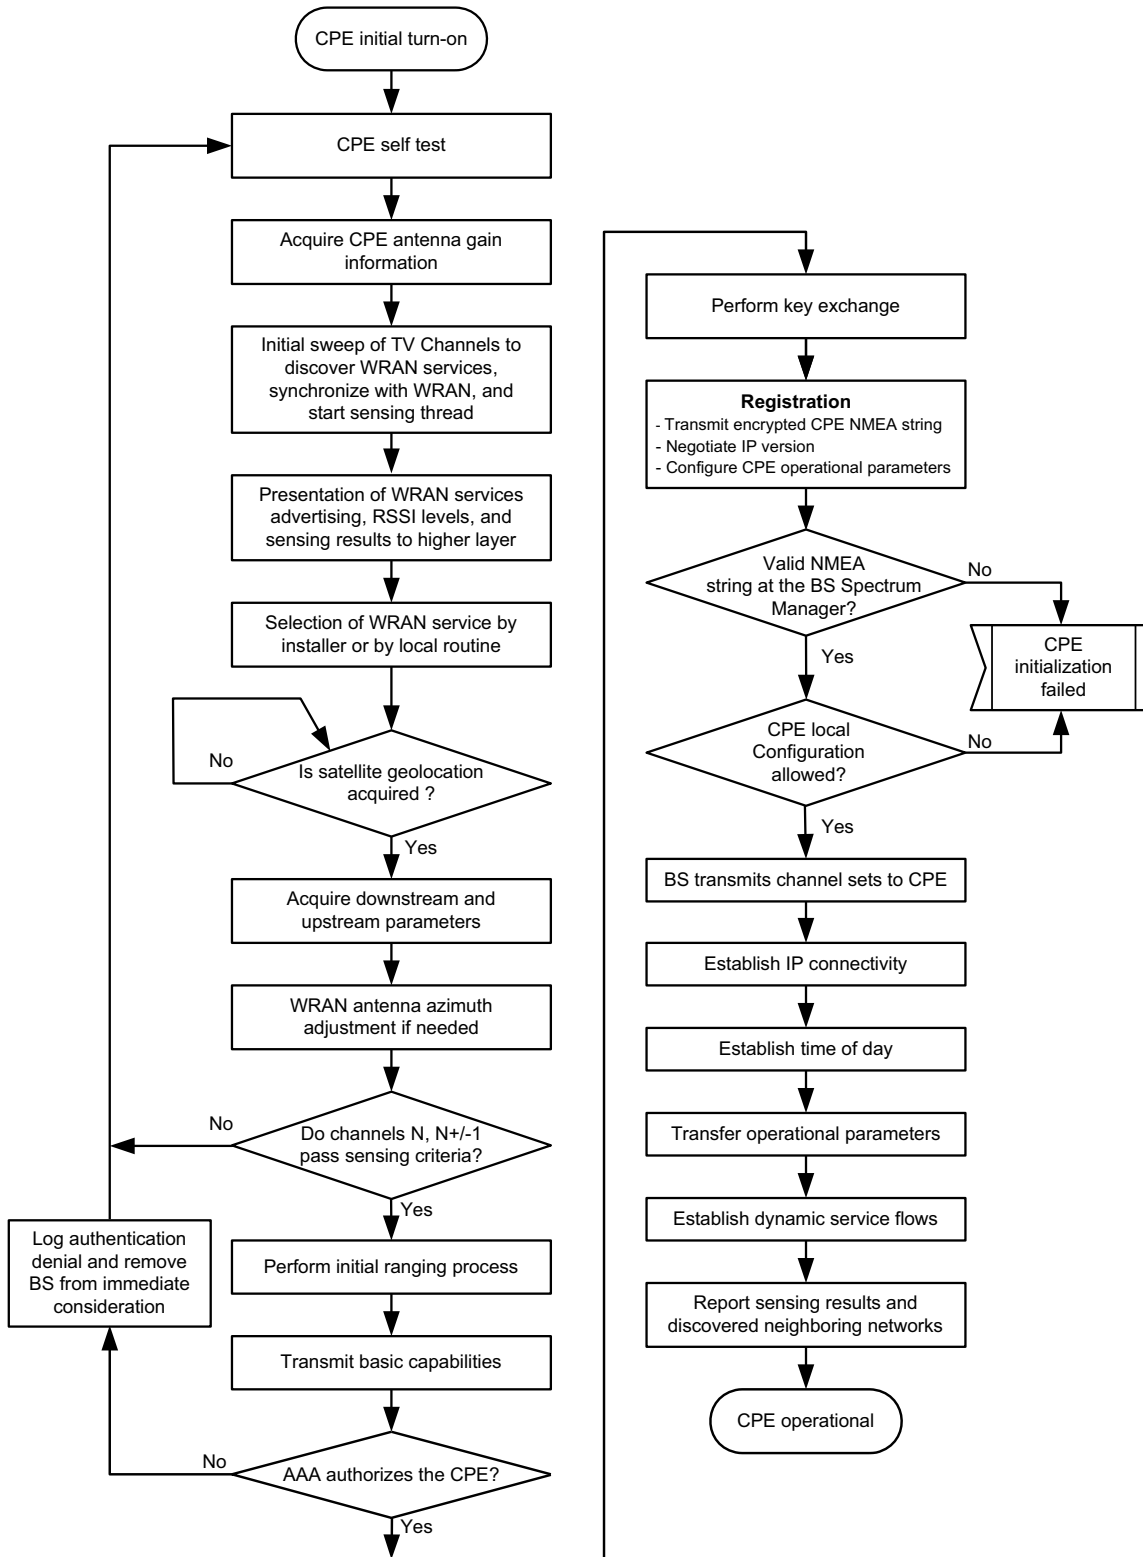 CPE initial turn-on
CPE self test
Acquire CPE antenna gain
information
Initial sweep of TV Channels to
discover WRAN services,
synchronize with WRAN, and
start sensing thread
Presentation of WRAN services
advertising, RSSI levels, and
sensing results to higher layer
Selection of WRAN service by
installer or by local routine
No
Is satellite geolocation
acquired ?
Yes
Acquire downstream and
upstream parameters
WRAN antenna azimuth
adjustment if needed
No
Do channels N, N+/-1
pass sensing criteria?
Yes
Log authentication
denial and remove
BS from immediate
consideration
Perform initial ranging process
Transmit basic capabilities
No
AAA authorizes the CPE?
Yes
Perform key exchange
Registration
- Transmit encrypted CPE NMEA string
- Negotiate IP version
- Configure CPE operational parameters
Valid NMEA
string at the BS Spectrum
Manager?
No
Yes
CPE
initialization
failed
CPE local
Configuration
allowed?
No
Yes
BS transmits channel sets to CPE
Establish IP connectivity
Establish time of day
Transfer operational parameters
Establish dynamic service flows
Report sensing results and
discovered neighboring networks
CPE operational